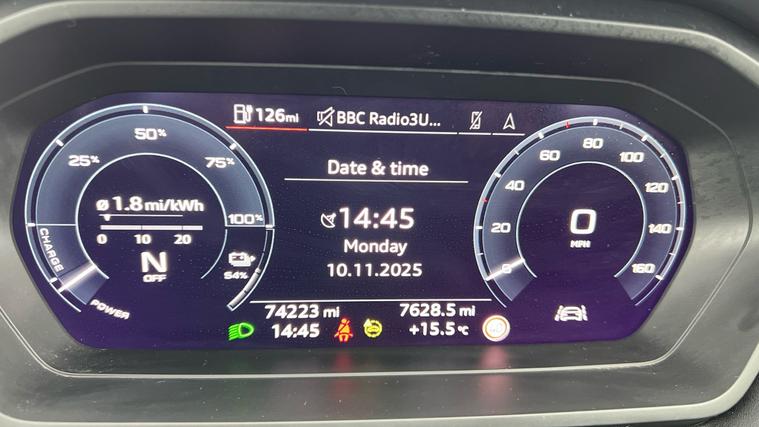 126mi
BBC Radio3U...
50%
25%
75%
100%
ø 1.8 mi/kWh
0 10 20
N
OFF
54%
CHARGE
POWER
Date & time
14:45
Monday
10.11.2025
0
20
40
60
80
100
120
140
160
0
MPH
74223 mi
7628.5 mi
14:45
+15.5 °C